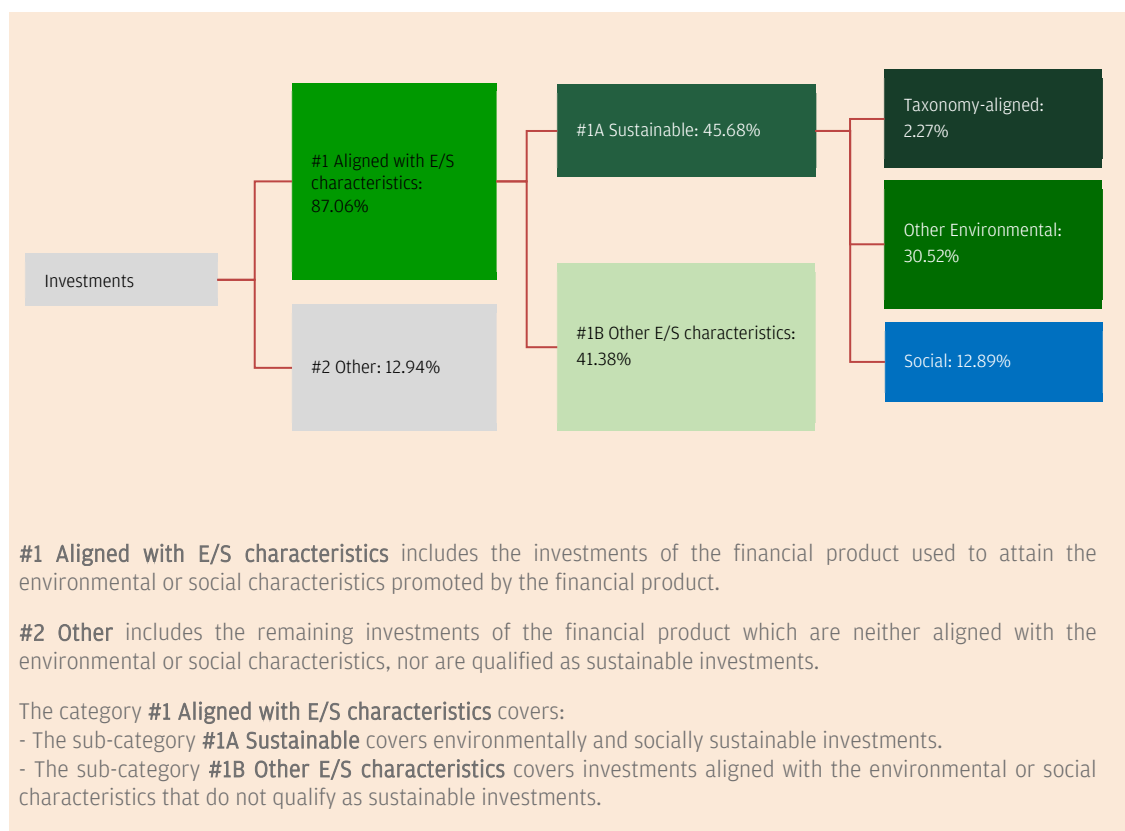 Investments
#1 Aligned with E/S
characteristics:
87.06%
#2 Other: 12.94%
#1A Sustainable: 45.68%
#1B Other E/S characteristics:
41.38%
Taxonomy-aligned:
2.27%
Other Environmental:
30.52%
Social: 12.89%
#1 Aligned with E/S characteristics includes the investments of the financial product used to attain the
environmental or social characteristics promoted by the financial product.
#2 Other includes the remaining investments of the financial product which are neither aligned with the
environmental or social characteristics, nor are qualified as sustainable investments.
The category #1 Aligned with E/S characteristics covers:
- The sub-category #1A Sustainable covers environmentally and socially sustainable investments.
- The sub-category #1B Other E/S characteristics covers investments aligned with the environmental or social
characteristics that do not qualify as sustainable investments.